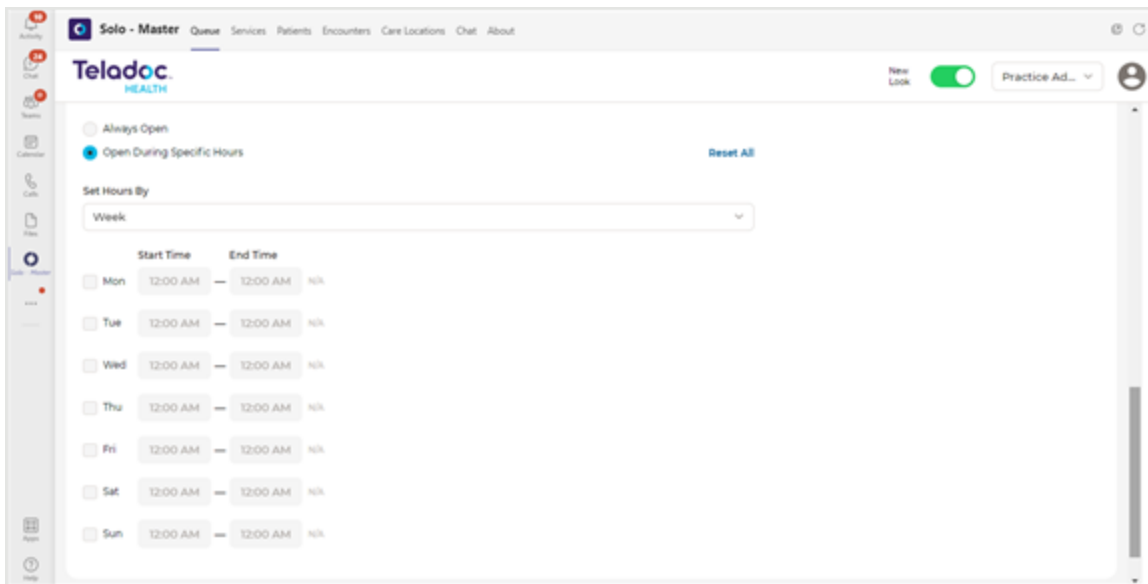 Activity
Chat
Teams
Calendar
Calls
Files
Solo - Master
Apps
Help
Solo - Master Queue Services Patients Encounters Care Locations Chat About
Teladoc
HEALTH
New
Look
Practice Ad...
Always Open
Open During Specific Hours
Reset All
Set Hours By
Week
Start Time End Time
Mon 12:00 AM — 12:00 AM N/A
Tue 12:00 AM — 12:00 AM N/A
Wed 12:00 AM — 12:00 AM N/A
Thu 12:00 AM — 12:00 AM N/A
Fri 12:00 AM — 12:00 AM N/A
Sat 12:00 AM — 12:00 AM N/A
Sun 12:00 AM — 12:00 AM N/A